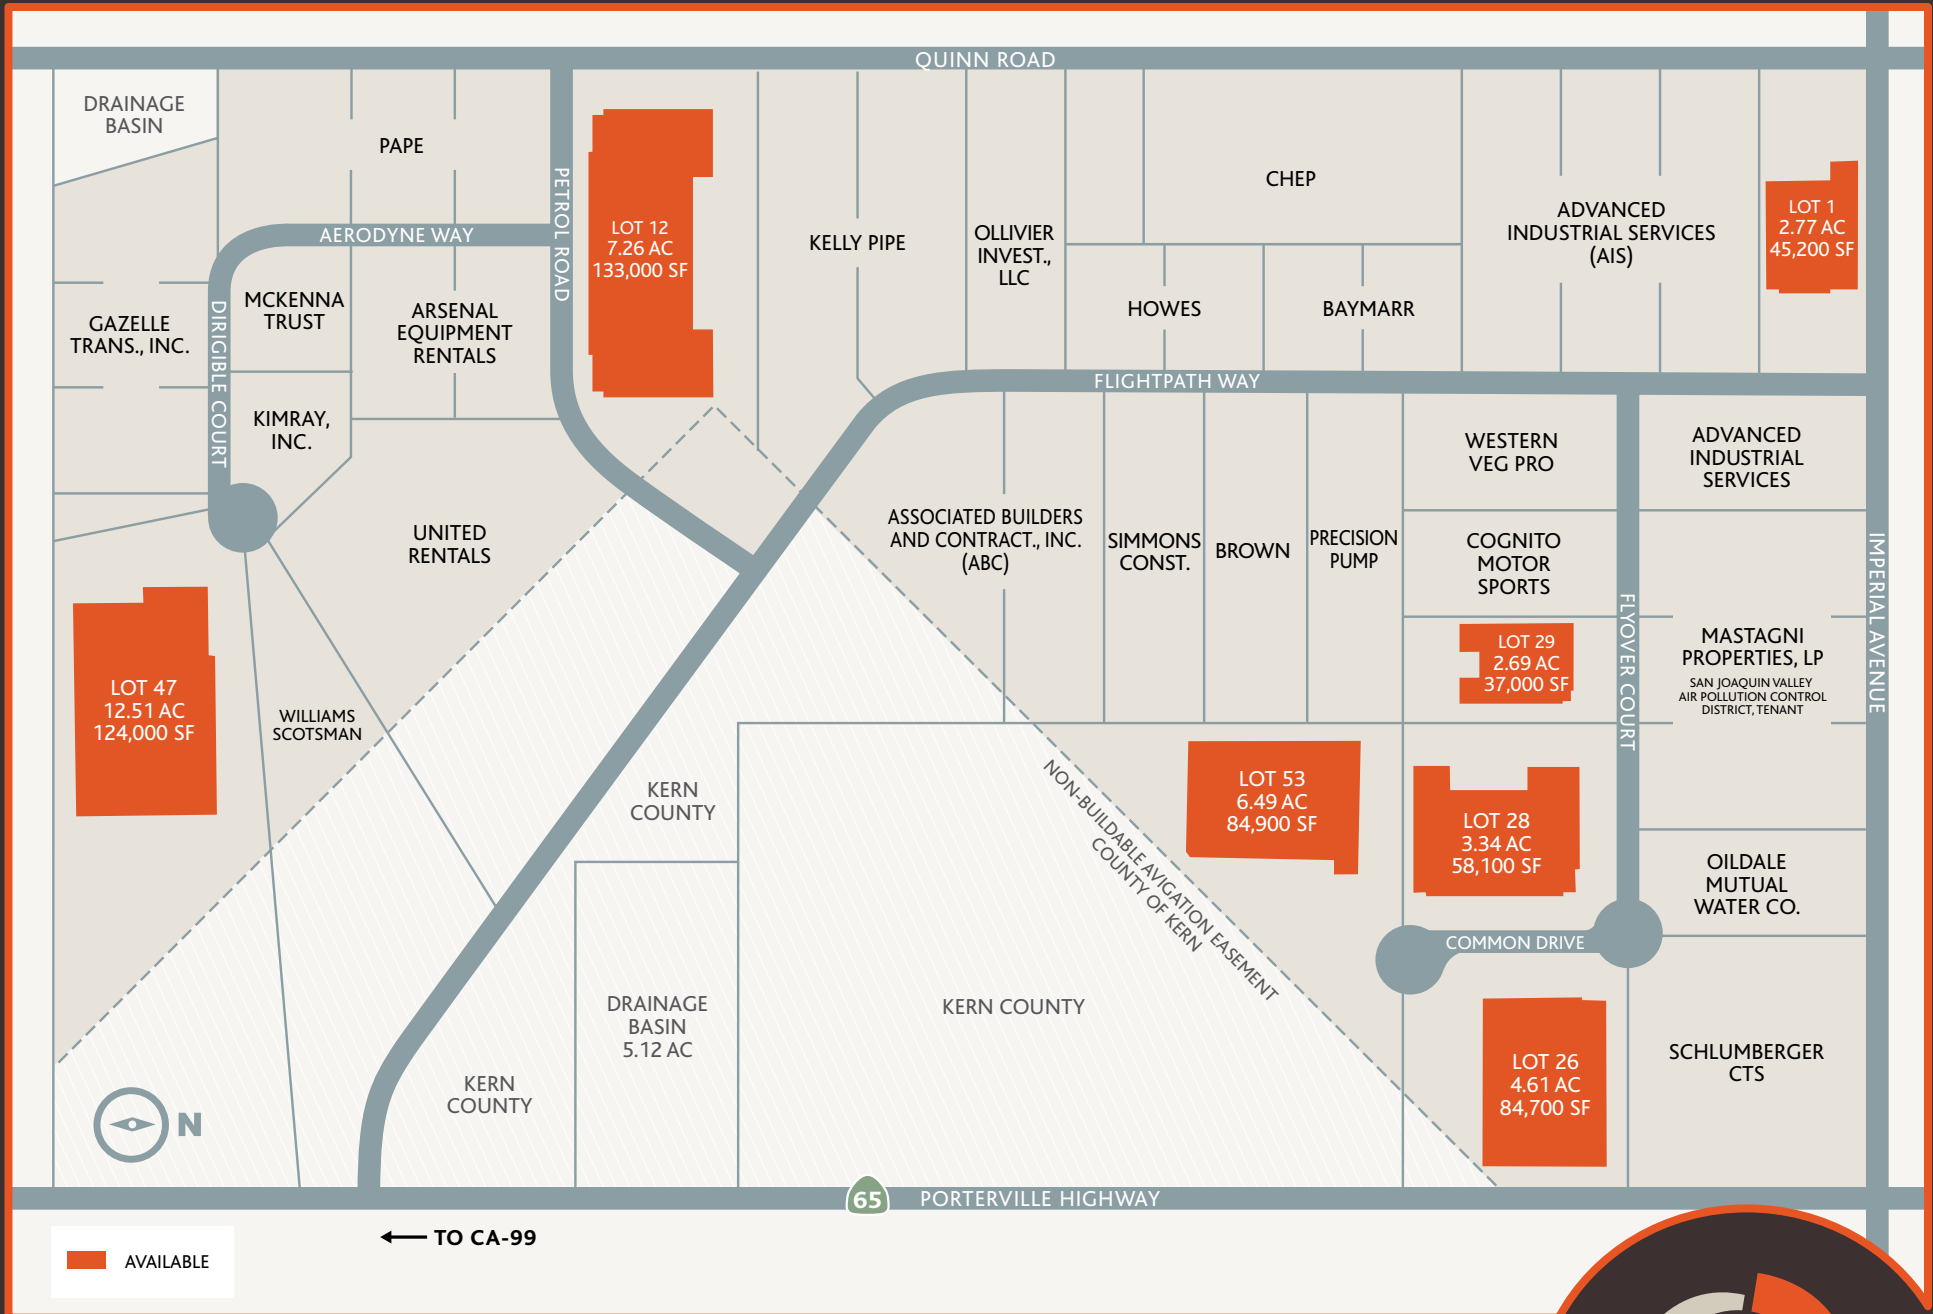 QUINN ROAD
DRAINAGE
BASIN
PAPE
PETROL ROAD
AERODYNE WAY
LOT 12
7.26 AC
133,000 SF
KELLY PIPE
OLLIVIER
INVEST.,
LLC
CHEP
HOWES
BAYMARR
ADVANCED
INDUSTRIAL SERVICES
(AIS)
LOT 1
2.77 AC
45,200 SF
GAZELLE
TRANS., INC.
DIRIGIBLE COURT
MCKENNA
TRUST
ARSENAL
EQUIPMENT
RENTALS
KIMRAY,
INC.
FLIGHTPATH WAY
UNITED
RENTALS
ASSOCIATED BUILDERS
AND CONTRACT., INC.
(ABC)
SIMMONS
CONST.
BROWN
PRECISION
PUMP
WESTERN
VEG PRO
COGNITO
MOTOR
SPORTS
LOT 29
2.69 AC
37,000 SF
FLYOVER COURT
ADVANCED
INDUSTRIAL
SERVICES
MASTAGNI
PROPERTIES, LP
SAN JOAQUIN VALLEY
AIR POLLUTION CONTROL
DISTRICT, TENANT
IMPERIAL AVENUE
LOT 47
12.51 AC
124,000 SF
WILLIAMS
SCOTSMAN
KERN
COUNTY
NON-BUILDABLE AVIGATION EASEMENT
COUNTY OF KERN
LOT 53
6.49 AC
84,900 SF
LOT 28
3.34 AC
58,100 SF
OILDALE
MUTUAL
WATER CO.
COMMON DRIVE
DRAINAGE
BASIN
5.12 AC
KERN COUNTY
KERN
COUNTY
LOT 26
4.61 AC
84,700 SF
SCHLUMBERGER
CTS
N
65
PORTERVILLE HIGHWAY
TO CA-99
AVAILABLE